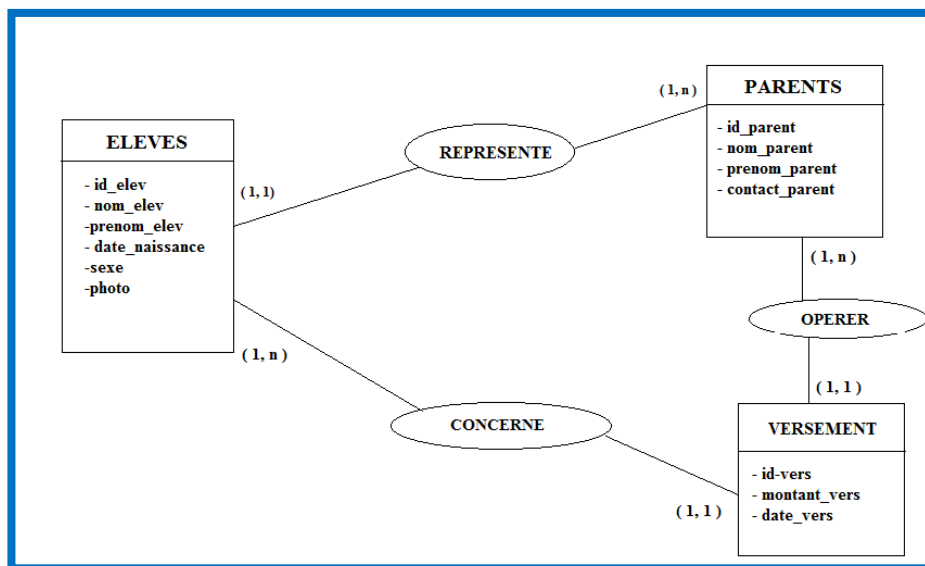 PARENTS
- id_parent
- nom_parent
- prenom_parent
- contact_parent
( 1, n )
( 1, n )
ELEVES
- id_elev
- nom_elev
-prenom_elev
- date_naissance
-sexe
-photo
( 1, 1)
( 1, n )
REPRESENTE
OPERER
( 1, 1 )
CONCERNE
( 1, 1 )
VERSEMENT
- id-vers
- montant_vers
- date_vers